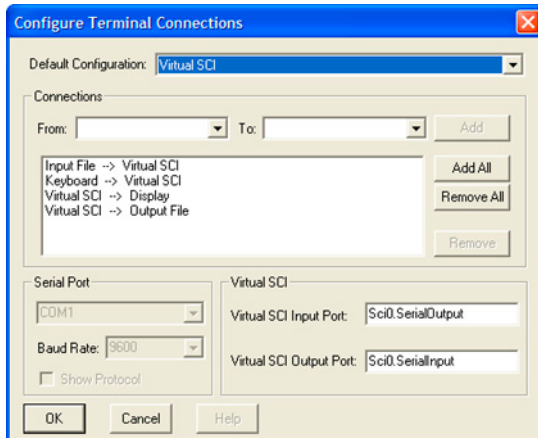 Configure Terminal Connections
Default Configuration: Virtual SCI
Connections
From: To: Add
Input File --> Virtual SCI
Keyboard --> Virtual SCI
Virtual SCI --> Display
Virtual SCI --> Output File
Add All
Remove All
Remove
Serial Port
COM1
Baud Rate: 9600
Show Protocol
Virtual SCI
Virtual SCI Input Port: Sci0.SerialOutput
Virtual SCI Output Port: Sci0.SerialInput
OK Cancel Help